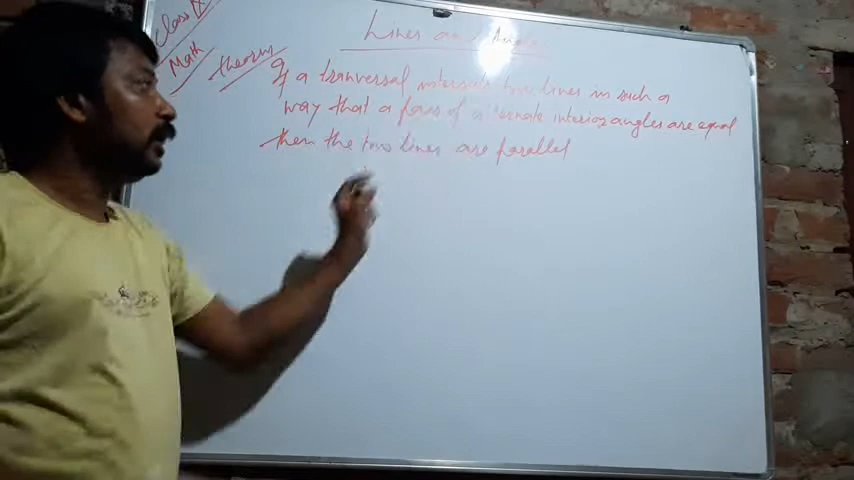 Class IX
Math
Lines and Angles
theorem
If a tranversal intersects two lines in such a
way that a pair of alternate interior angles are equal
then the two lines are parallel